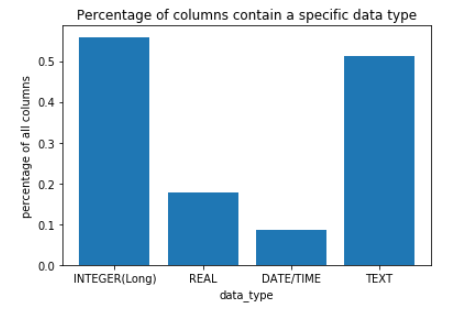 Percentage of columns contain a specific data type
percentage of all columns
0.5
0.4
0.3
0.2
0.1
0.0
INTEGER(Long) REAL DATE/TIME TEXT
data_type